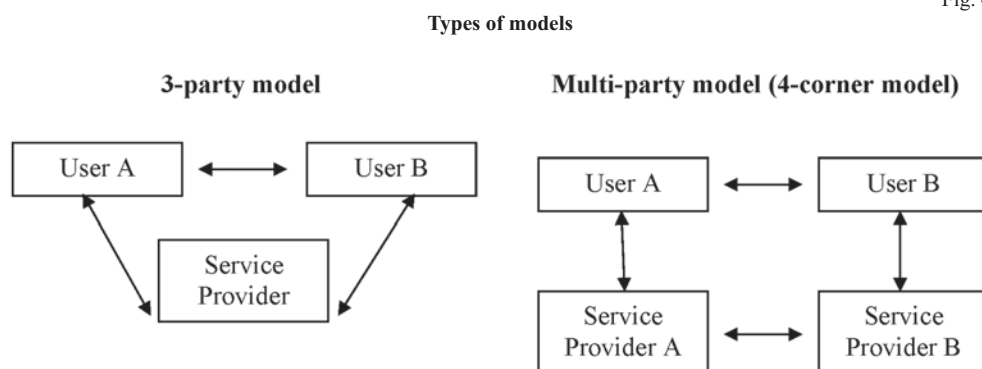 Fig.
Types of models
3-party model
Multi-party model (4-corner model)
User A
User B
Service
Provider
User A
User B
Service
Provider A
Service
Provider B